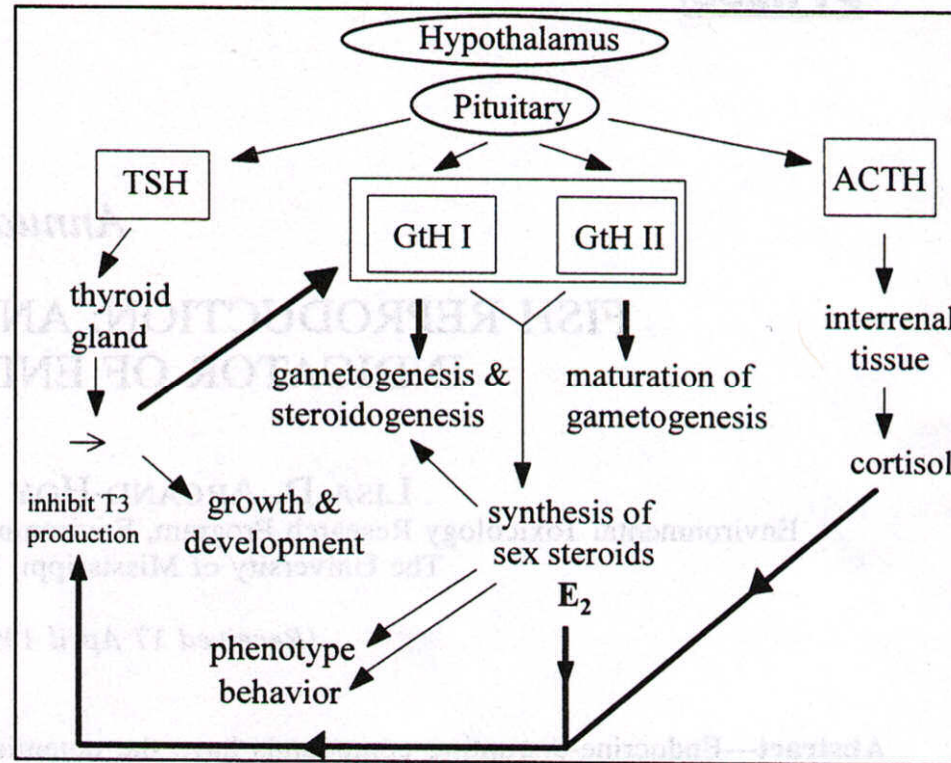 Hypothalamus
Pituitary
TSH
GtH I
GtH II
ACTH
thyroid
gland
gametogenesis &
steroidogenesis
maturation of
gametogenesis
interrenal
tissue
cortisol
inhibit T3
production
growth &
development
synthesis of
sex steroids
E₂
phenotype
behavior